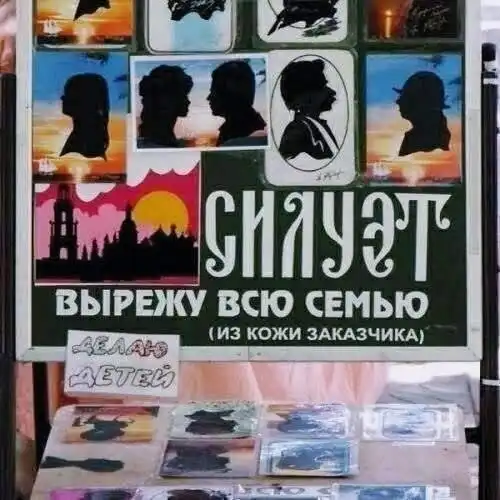 СИЛУЭТ
ВЫРЕЖУ ВСЮ СЕМЬЮ
(ИЗ КОЖИ ЗАКАЗЧИКА)
ДЕЛАЮ
ДЕТЕЙ